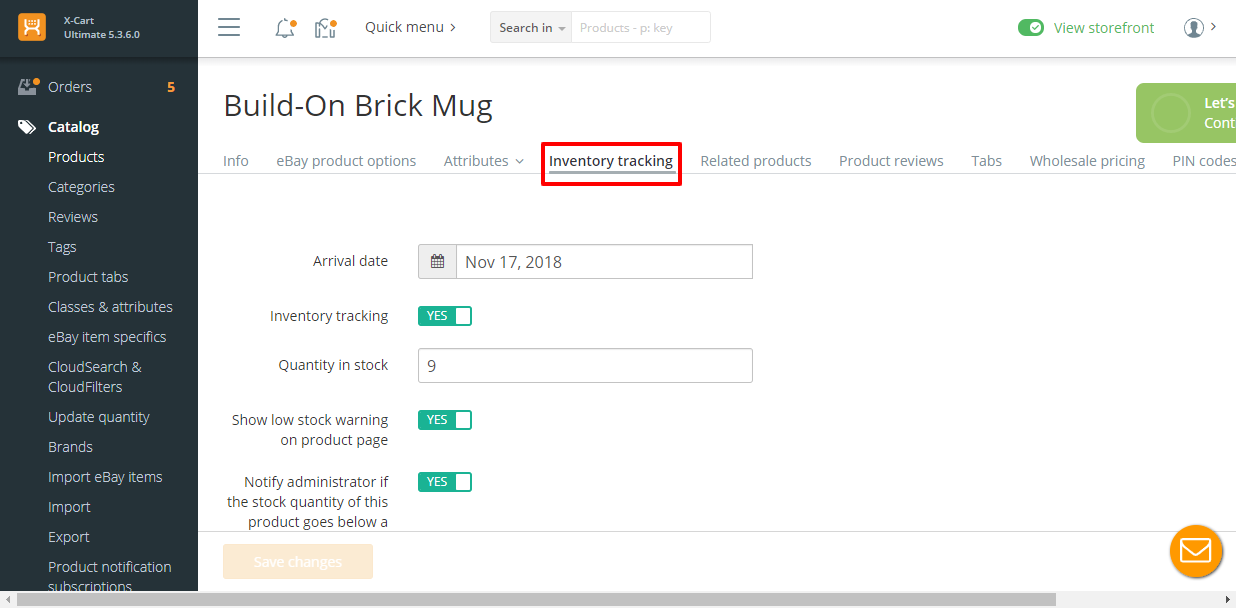 X-Cart
Ultimate 5.3.6.0
Quick menu
Search in
Products - p: key
View storefront
Orders
5
Catalog
Products
Categories
Reviews
Tags
Product tabs
Classes & attributes
eBay item specifics
CloudSearch &
CloudFilters
Update quantity
Brands
Import eBay items
Import
Export
Product notification
subscriptions
Build-On Brick Mug
Let's
Cont
Info
eBay product options
Attributes
Inventory tracking
Related products
Product reviews
Tabs
Wholesale pricing
PIN codes
Arrival date
Nov 17, 2018
Inventory tracking
YES
Quantity in stock
9
Show low stock warning
on product page
YES
Notify administrator if
the stock quantity of this
product goes below a
YES
Save changes